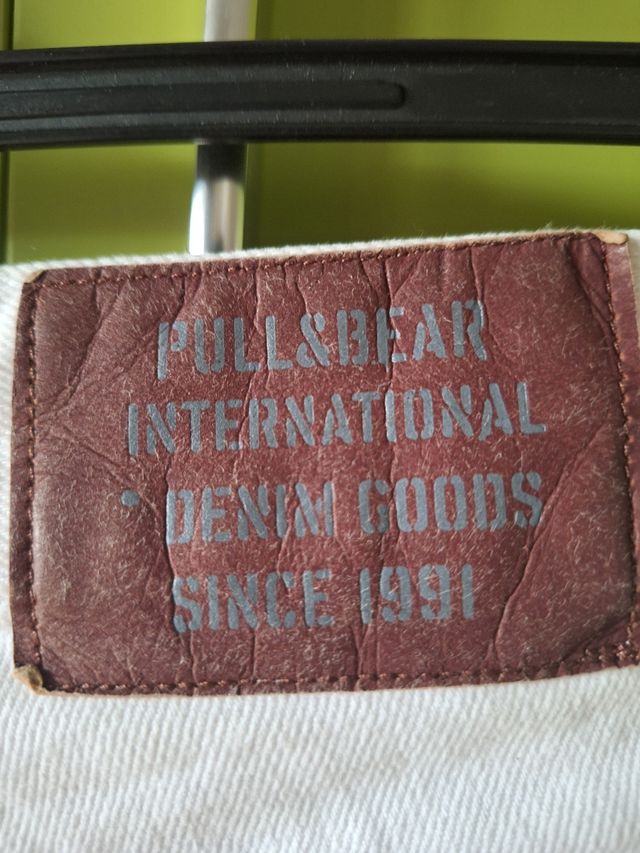 PULL&BEAR
INTERNATIONAL
• DENIM GOODS
SINCE 1991